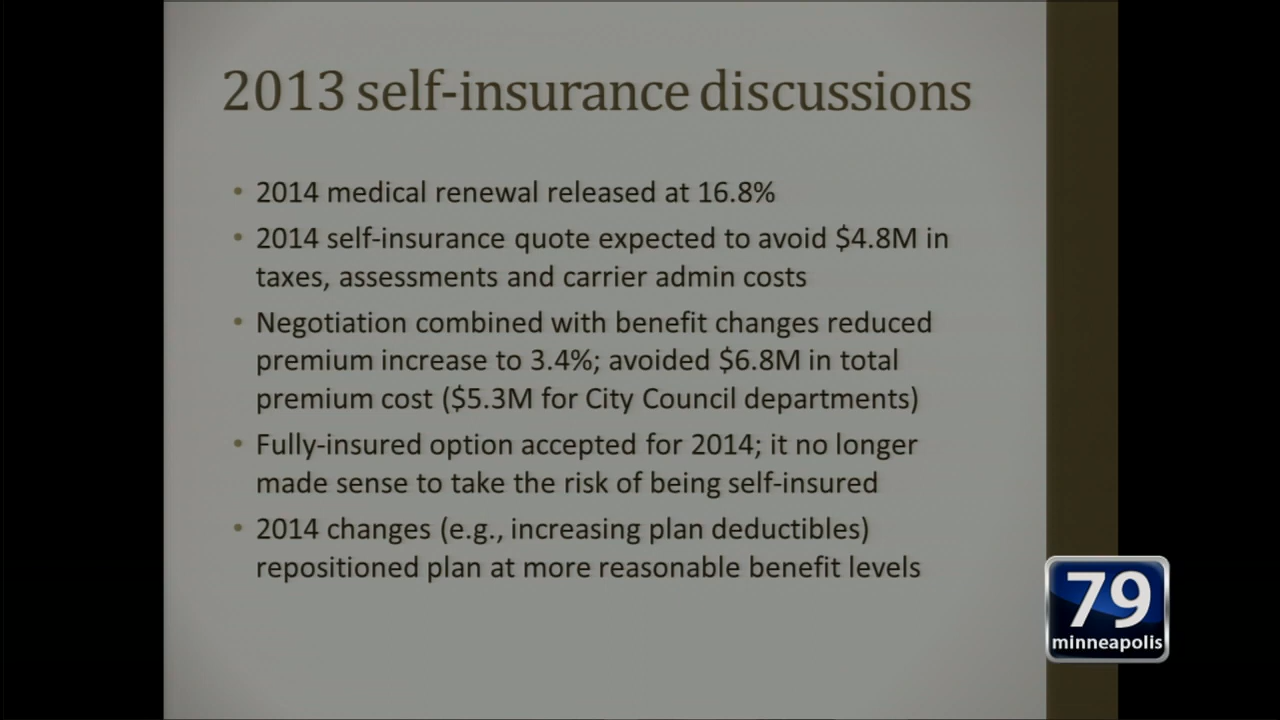 2013 self-insurance discussions
• 2014 medical renewal released at 16.8%
• 2014 self-insurance quote expected to avoid $4.8M in
taxes, assessments and carrier admin costs
• Negotiation combined with benefit changes reduced
premium increase to 3.4%; avoided $6.8M in total
premium cost ($5.3M for City Council departments)
• Fully-insured option accepted for 2014; it no longer
made sense to take the risk of being self-insured
• 2014 changes (e.g., increasing plan deductibles)
repositioned plan at more reasonable benefit levels
79
minneapolis